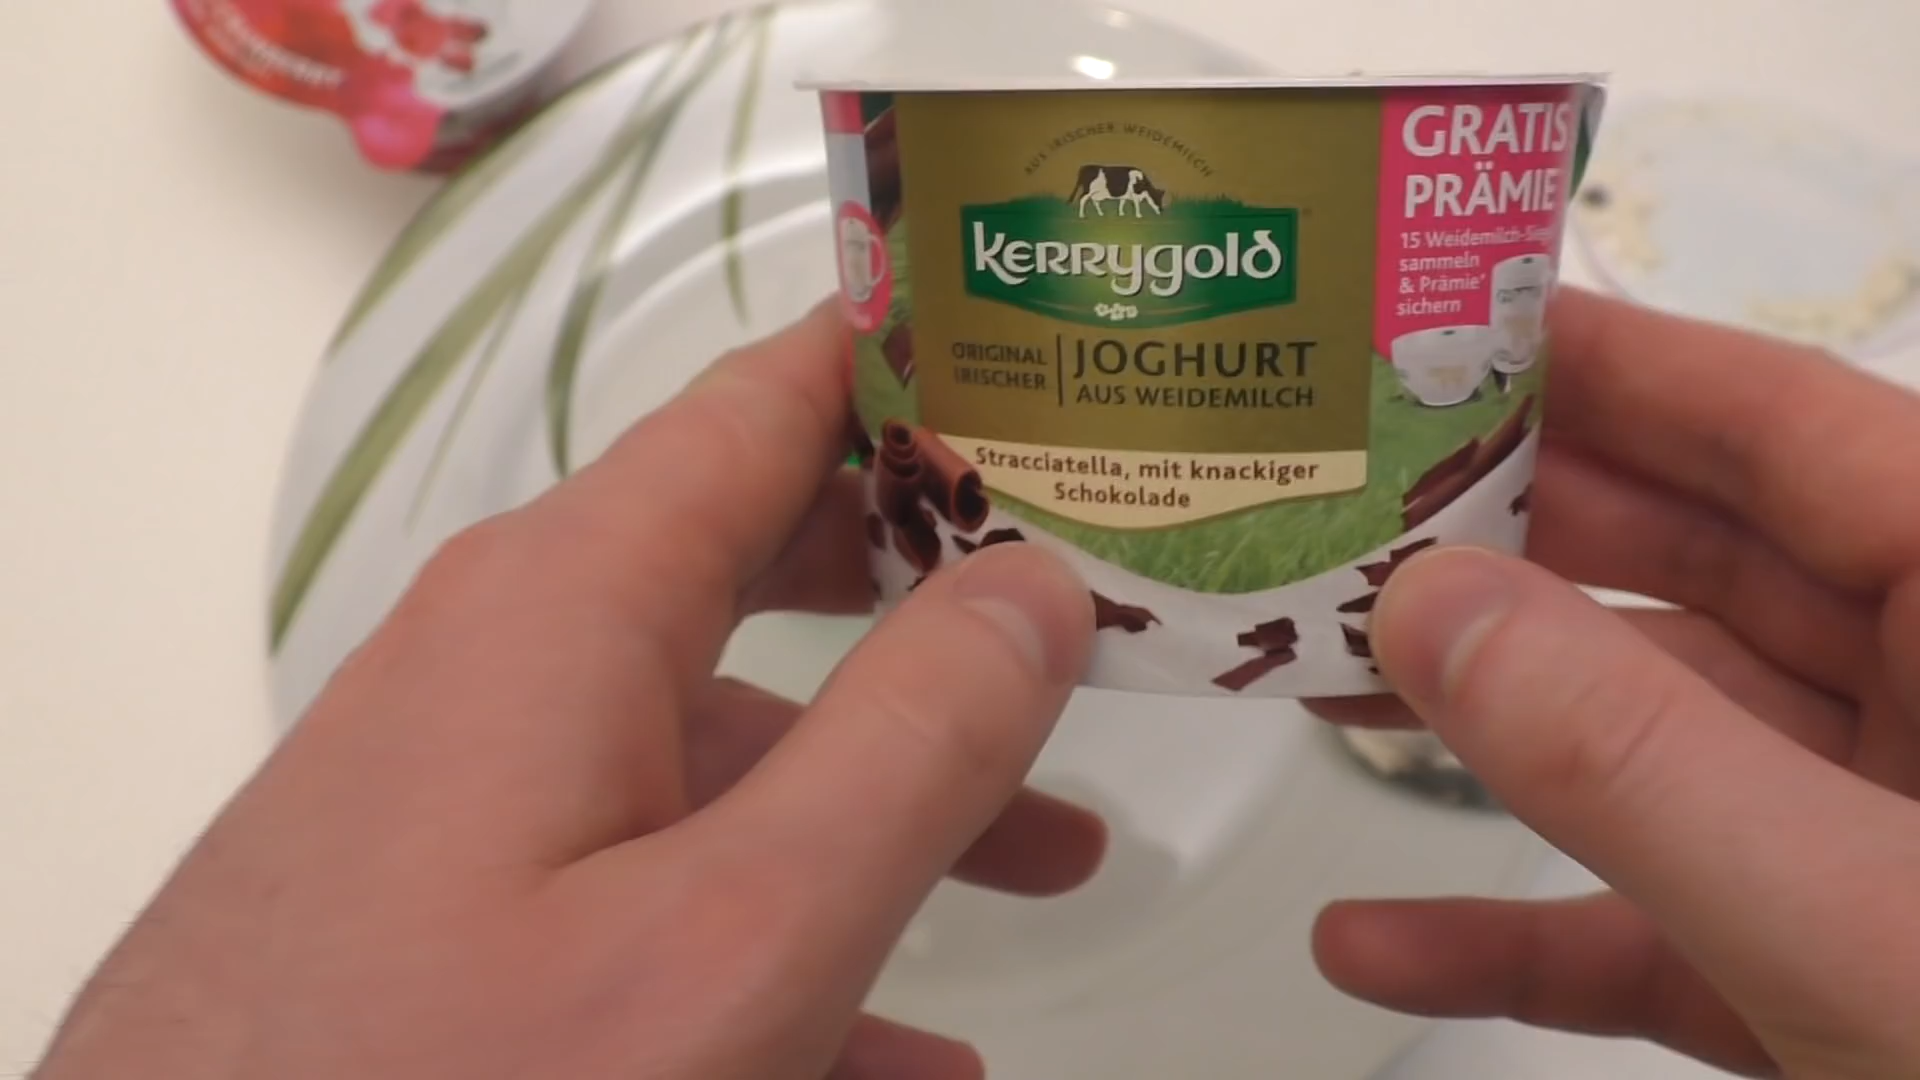 AUS IRISCHER WEIDEMILCH
kerrygold
ORIGINAL
IRISCHER
JOGHURT
AUS WEIDEMILCH
Stracciatella, mit knackiger
Schokolade
GRATIS
PRÄMIE
15 Weidemilch-
sammeln
& Prämie*
sichern